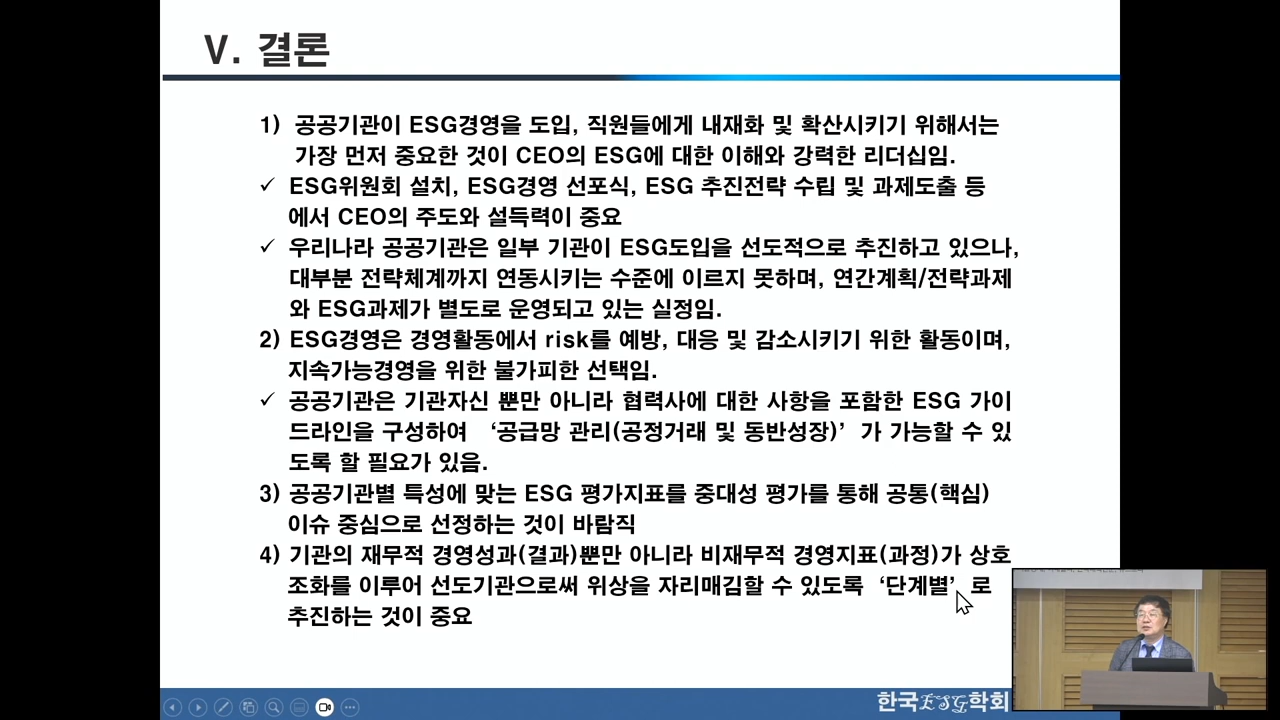 V. 결론
1) 공공기관이 ESG경영을 도입, 직원들에게 내재화 및 확산시키기 위해서는
가장 먼저 중요한 것이 CEO의 ESG에 대한 이해와 강력한 리더십임.
✓ ESG위원회 설치, ESG경영 선포식, ESG 추진전략 수립 및 과제도출 등
에서 CEO의 주도와 설득력이 중요
✓ 우리나라 공공기관은 일부 기관이 ESG도입을 선도적으로 추진하고 있으나,
대부분 전략체계까지 연동시키는 수준에 이르지 못하며, 연간계획/전략과제
와 ESG과제가 별도로 운영되고 있는 실정임.
2) ESG경영은 경영활동에서 risk를 예방, 대응 및 감소시키기 위한 활동이며,
지속가능경영을 위한 불가피한 선택임.
✓ 공공기관은 기관자신 뿐만 아니라 협력사에 대한 사항을 포함한 ESG 가이
드라인을 구성하여 ‘공급망 관리(공정거래 및 동반성장)’가 가능할 수 있
도록 할 필요가 있음.
3) 공공기관별 특성에 맞는 ESG 평가지표를 중대성 평가를 통해 공통(핵심)
이슈 중심으로 선정하는 것이 바람직
4) 기관의 재무적 경영성과(결과)뿐만 아니라 비재무적 경영지표(과정)가 상호
조화를 이루어 선도기관으로써 위상을 자리매김할 수 있도록 ‘단계별’로
추진하는 것이 중요
한국ESG학회